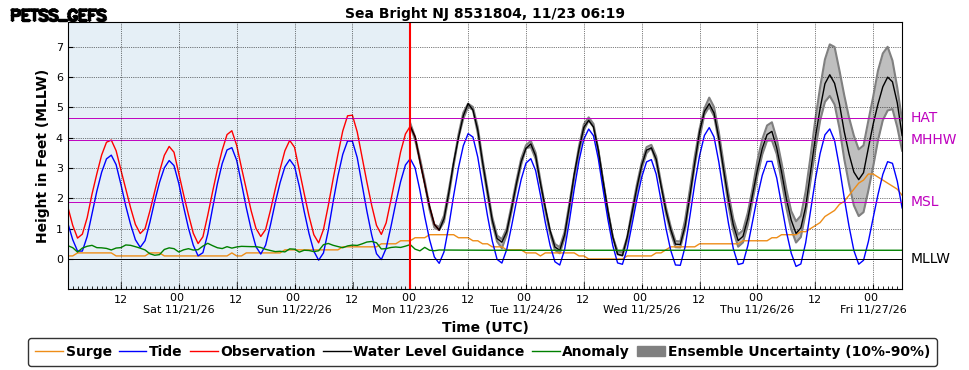 PETSS_GEFS
Sea Bright NJ 8531804, 11/23 06:19
Height in Feet (MLLW)
7
6
5
4
3
2
1
0
HAT
MHHW
MSL
MLLW
12 00 12 00 12 00 12 00 12 00 12 00 12 00
Sat 11/21/26 Sun 11/22/26 Mon 11/23/26 Tue 11/24/26 Wed 11/25/26 Thu 11/26/26 Fri 11/27/26
Time (UTC)
Surge Tide Observation Water Level Guidance Anomaly Ensemble Uncertainty (10%-90%)